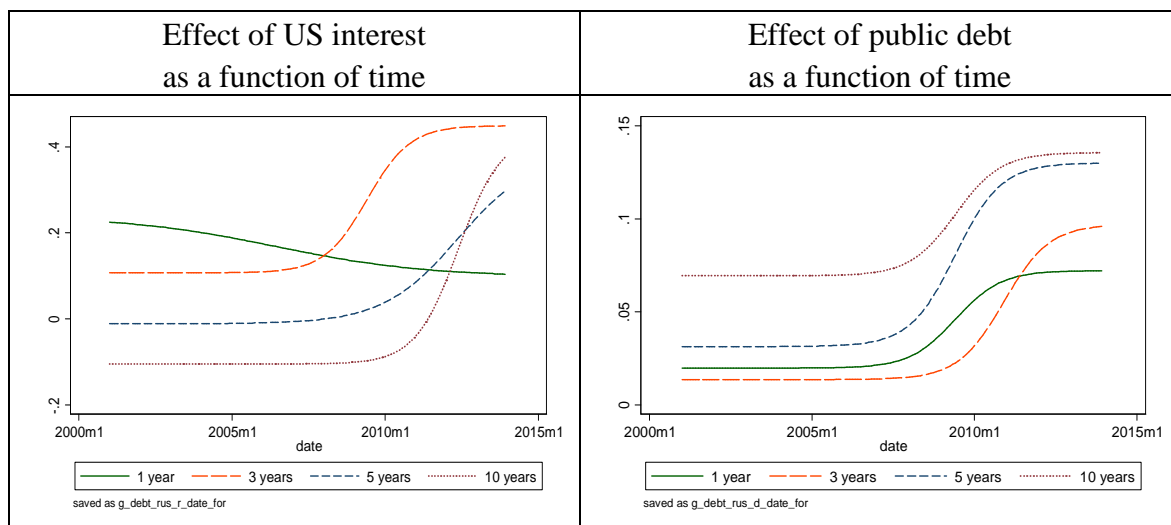 Effect of US interest
as a function of time
Effect of public debt
as a function of time
.4
.2
0
-.2
2000m1 2005m1 2010m1 2015m1
date
1 year 3 years 5 years 10 years
saved as g_debt_rus_r_date_for
.15
.1
.05
0
2000m1 2005m1 2010m1 2015m1
date
1 year 3 years 5 years 10 years
saved as g_debt_rus_d_date_for